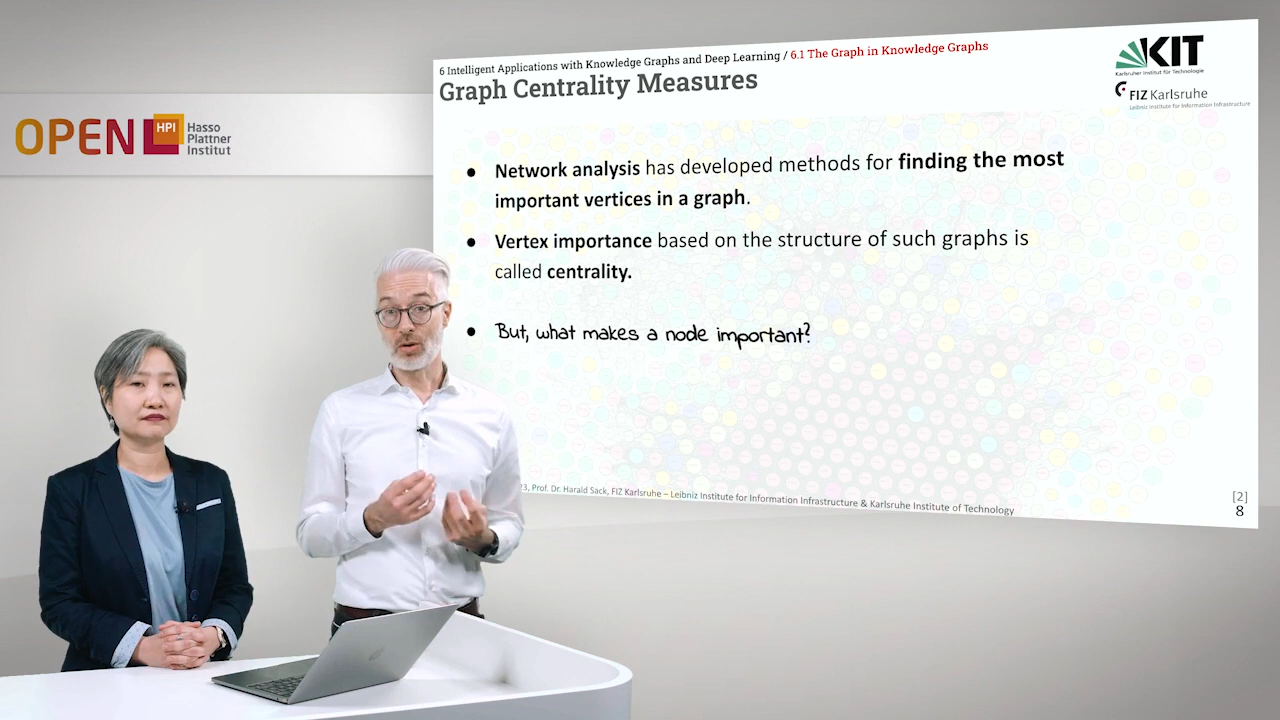 OPEN HPI Hasso
Plattner
Institut
6 Intelligent Applications with Knowledge Graphs and Deep Learning / 6.1 The Graph in Knowledge Graphs
Graph Centrality Measures
KIT
Karlsruher Institut für Technologie
FIZ Karlsruhe
Leibniz Institute for Information Infrastructure
● Network analysis has developed methods for finding the most
important vertices in a graph.
● Vertex importance based on the structure of such graphs is
called centrality.
● But, what makes a node important?
23, Prof. Dr. Harald Sack, FIZ Karlsruhe – Leibniz Institute for Information Infrastructure & Karlsruhe Institute of Technology
[2]
8